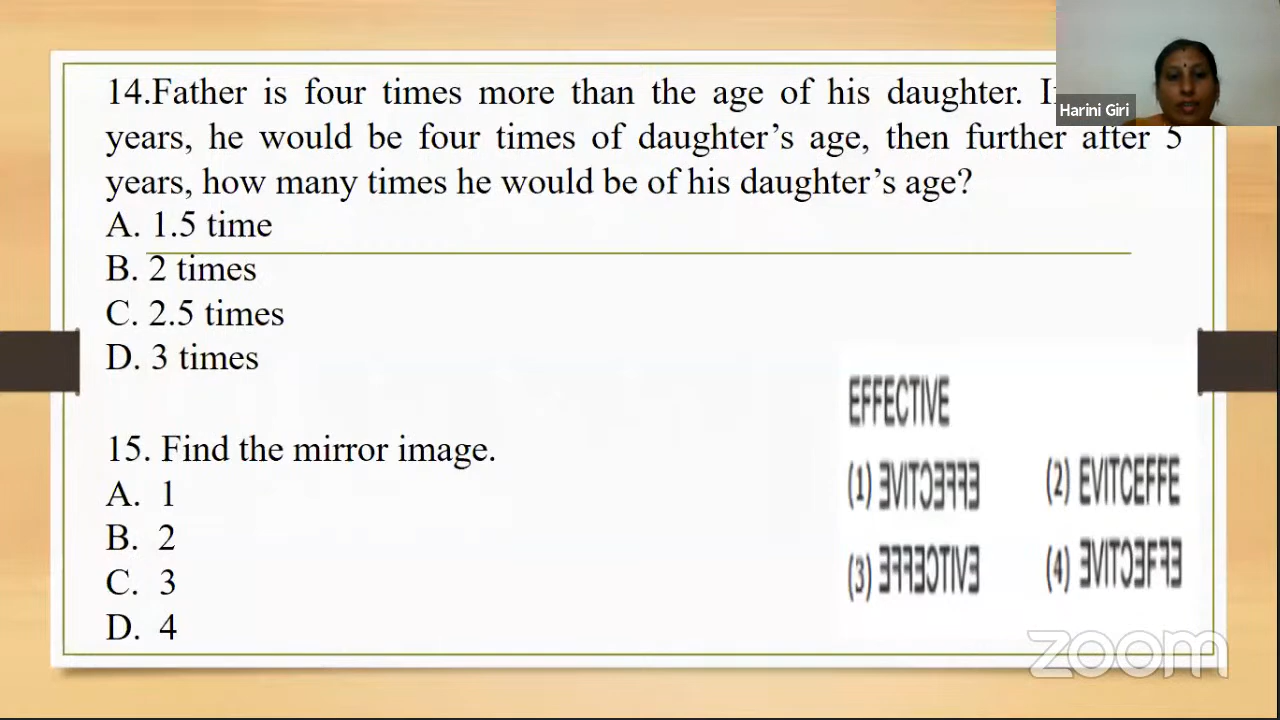 14.Father is four times more than the age of his daughter.
years, he would be four times of daughter’s age, then further after 5
years, how many times he would be of his daughter’s age?
A. 1.5 time
B. 2 times
C. 2.5 times
D. 3 times
15. Find the mirror image.
A. 1
B. 2
C. 3
D. 4
EFFECTIVE
(1) ƎVITƆƎꟻꟻƎ
(2) EVITCEFFE
(3) ƎꟻꟻƎƆTIVƎ
(4) ƎVITƆƎFꟻƎ
Harini Giri
zoom